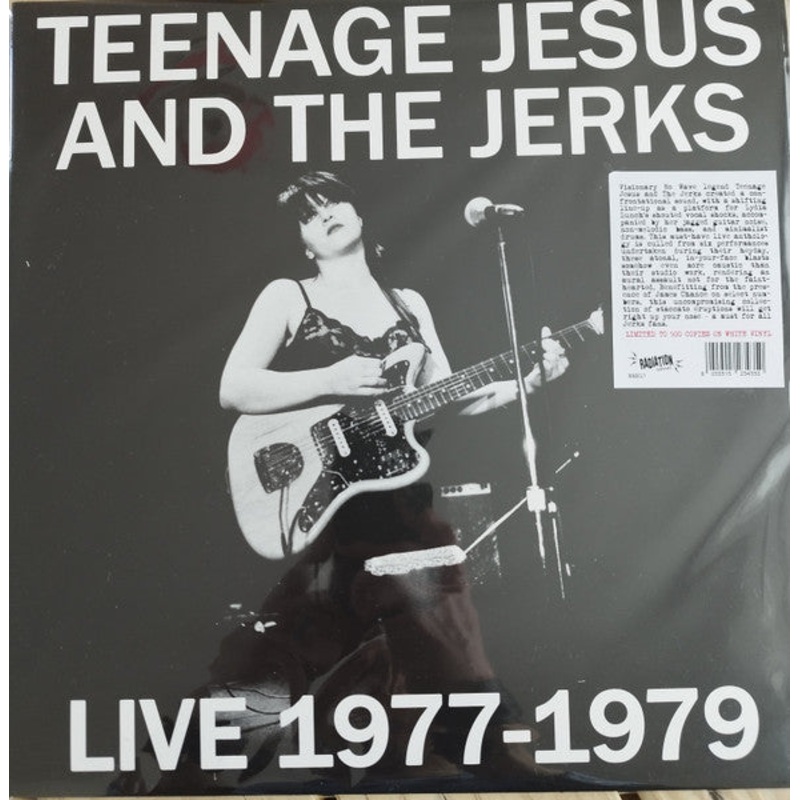 TEENAGE JESUS
AND THE JERKS
Visionary No Wave legend Teenage
Jesus and The Jerks created a con-
frontational sound, with a shifting
line-up as a platform for Lydia
Lunch's shouted vocal shocks, accom-
panied by her jagged guitar noise,
non-melodic bass, and minimalist
drums. This must-have live antholo-
gy is culled from six performances
undertaken during their heyday,
these atonal, in-your-face blasts
somehow even more caustic than
their studio work, rendering an
aural assault not for the faint-
hearted. Benefitting from the pres-
ence of James Chance on select num-
bers, this uncompromising collec-
tion of staccato eruptions will get
right up your nose - a must for all
Jerks fans.
LIMITED TO 500 COPIES ON WHITE VINYL
RADIATION
LIVE 1977-1979